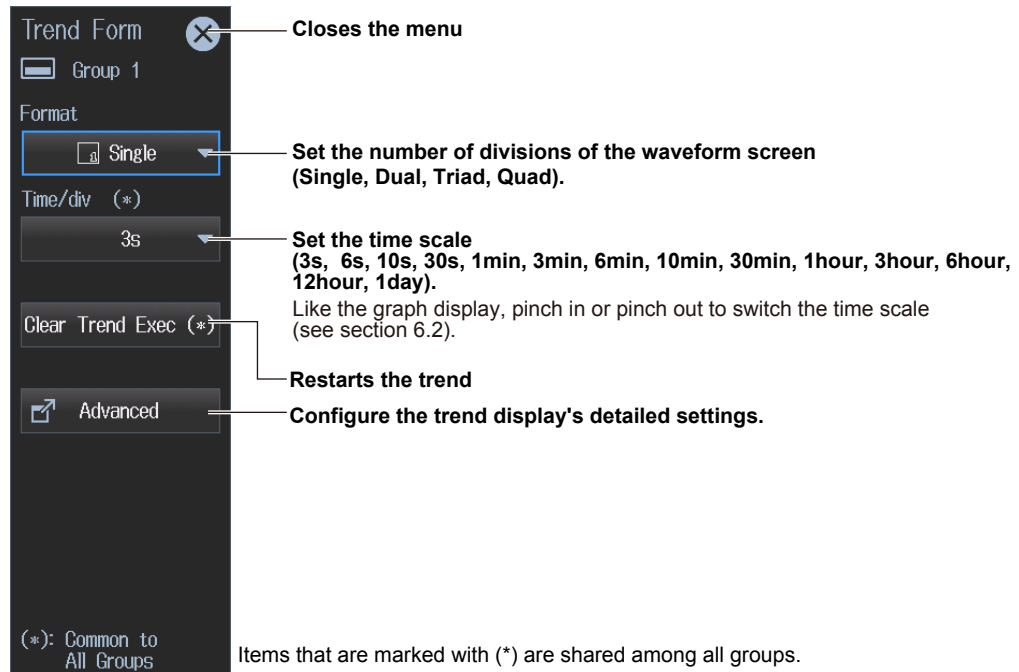 Trend Form
Closes the menu
Group 1
Format
Single
Set the number of divisions of the waveform screen
(Single, Dual, Triad, Quad).
Time/div (*)
3s
Set the time scale
(3s, 6s, 10s, 30s, 1min, 3min, 6min, 10min, 30min, 1hour, 3hour, 6hour,
12hour, 1day).
Like the graph display, pinch in or pinch out to switch the time scale
(see section 6.2).
Clear Trend Exec (*)
Restarts the trend
Advanced
Configure the trend display's detailed settings.
(*): Common to
All Groups
Items that are marked with (*) are shared among all groups.